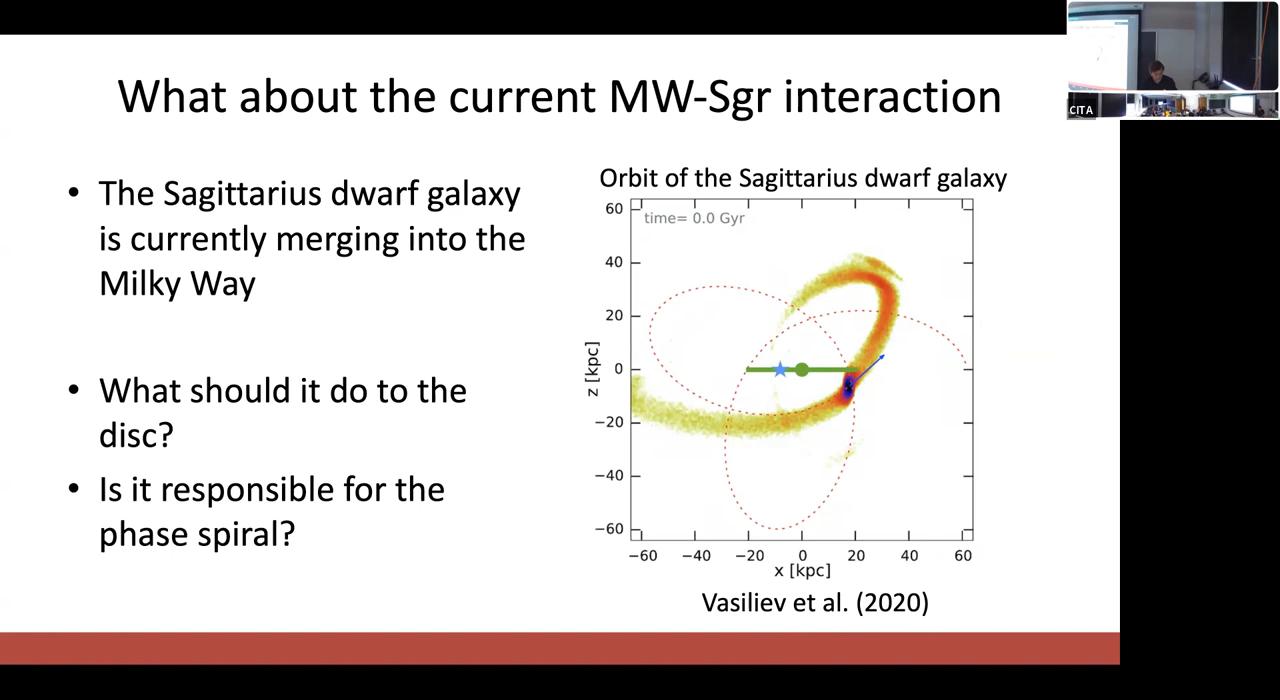 What about the current MW-Sgr interaction
CITA
• The Sagittarius dwarf galaxy
is currently merging into the
Milky Way
• What should it do to the
disc?
• Is it responsible for the
phase spiral?
Orbit of the Sagittarius dwarf galaxy
time= 0.0 Gyr
60
40
20
0
−20
−40
−60
z [kpc]
−60 −40 −20 0 20 40 60
x [kpc]
Vasiliev et al. (2020)